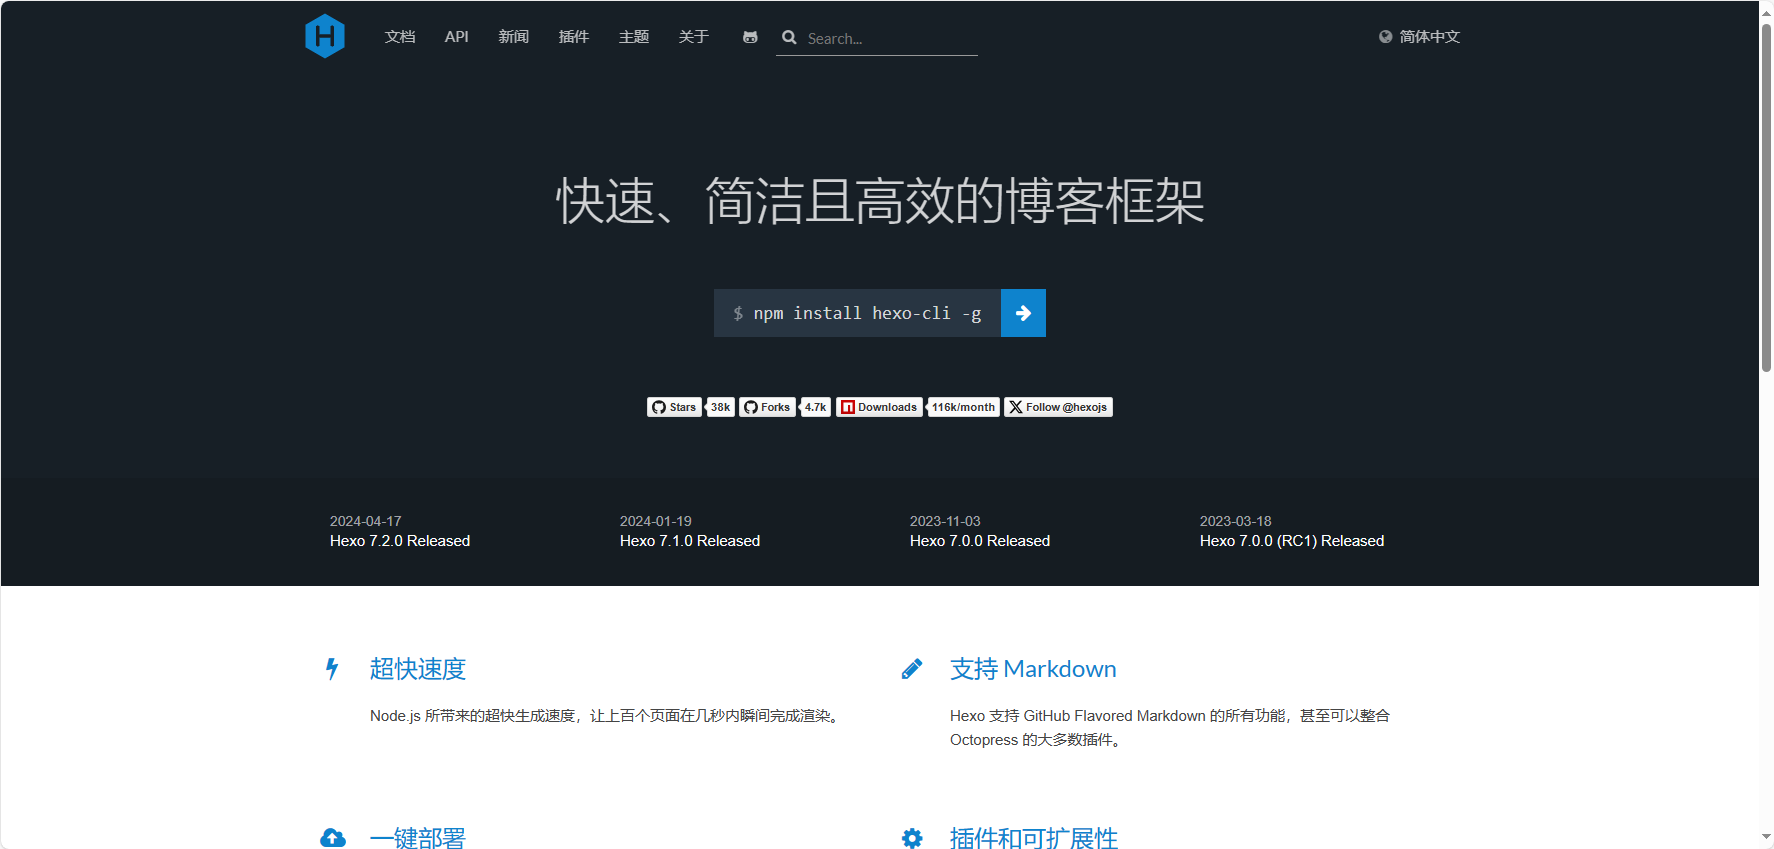 H 文档 API 新闻 插件 主题 关于 Search... 简体中文
快速、简洁且高效的博客框架
$ npm install hexo-cli -g
Stars 38k Forks 4.7k n Downloads 116k/month X Follow @hexojs
2024-04-17
Hexo 7.2.0 Released
2024-01-19
Hexo 7.1.0 Released
2023-11-03
Hexo 7.0.0 Released
2023-03-18
Hexo 7.0.0 (RC1) Released
超快速度
Node.js 所带来的超快生成速度，让上百个页面在几秒内瞬间完成渲染。
支持 Markdown
Hexo 支持 GitHub Flavored Markdown 的所有功能，甚至可以整合
Octopress 的大多数插件。
一键部署
插件和可扩展性